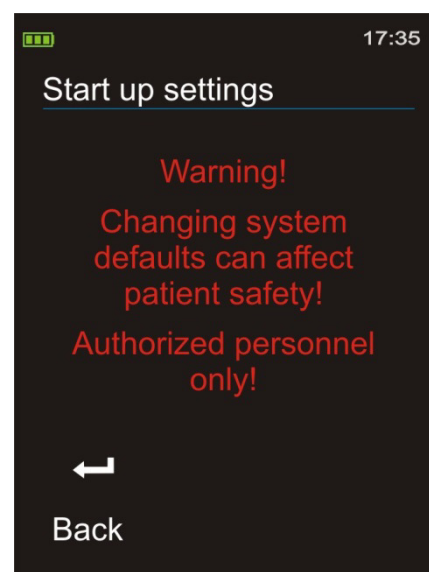 17:35
Start up settings
Warning!
Changing system
defaults can affect
patient safety!
Authorized personnel
only!
Back